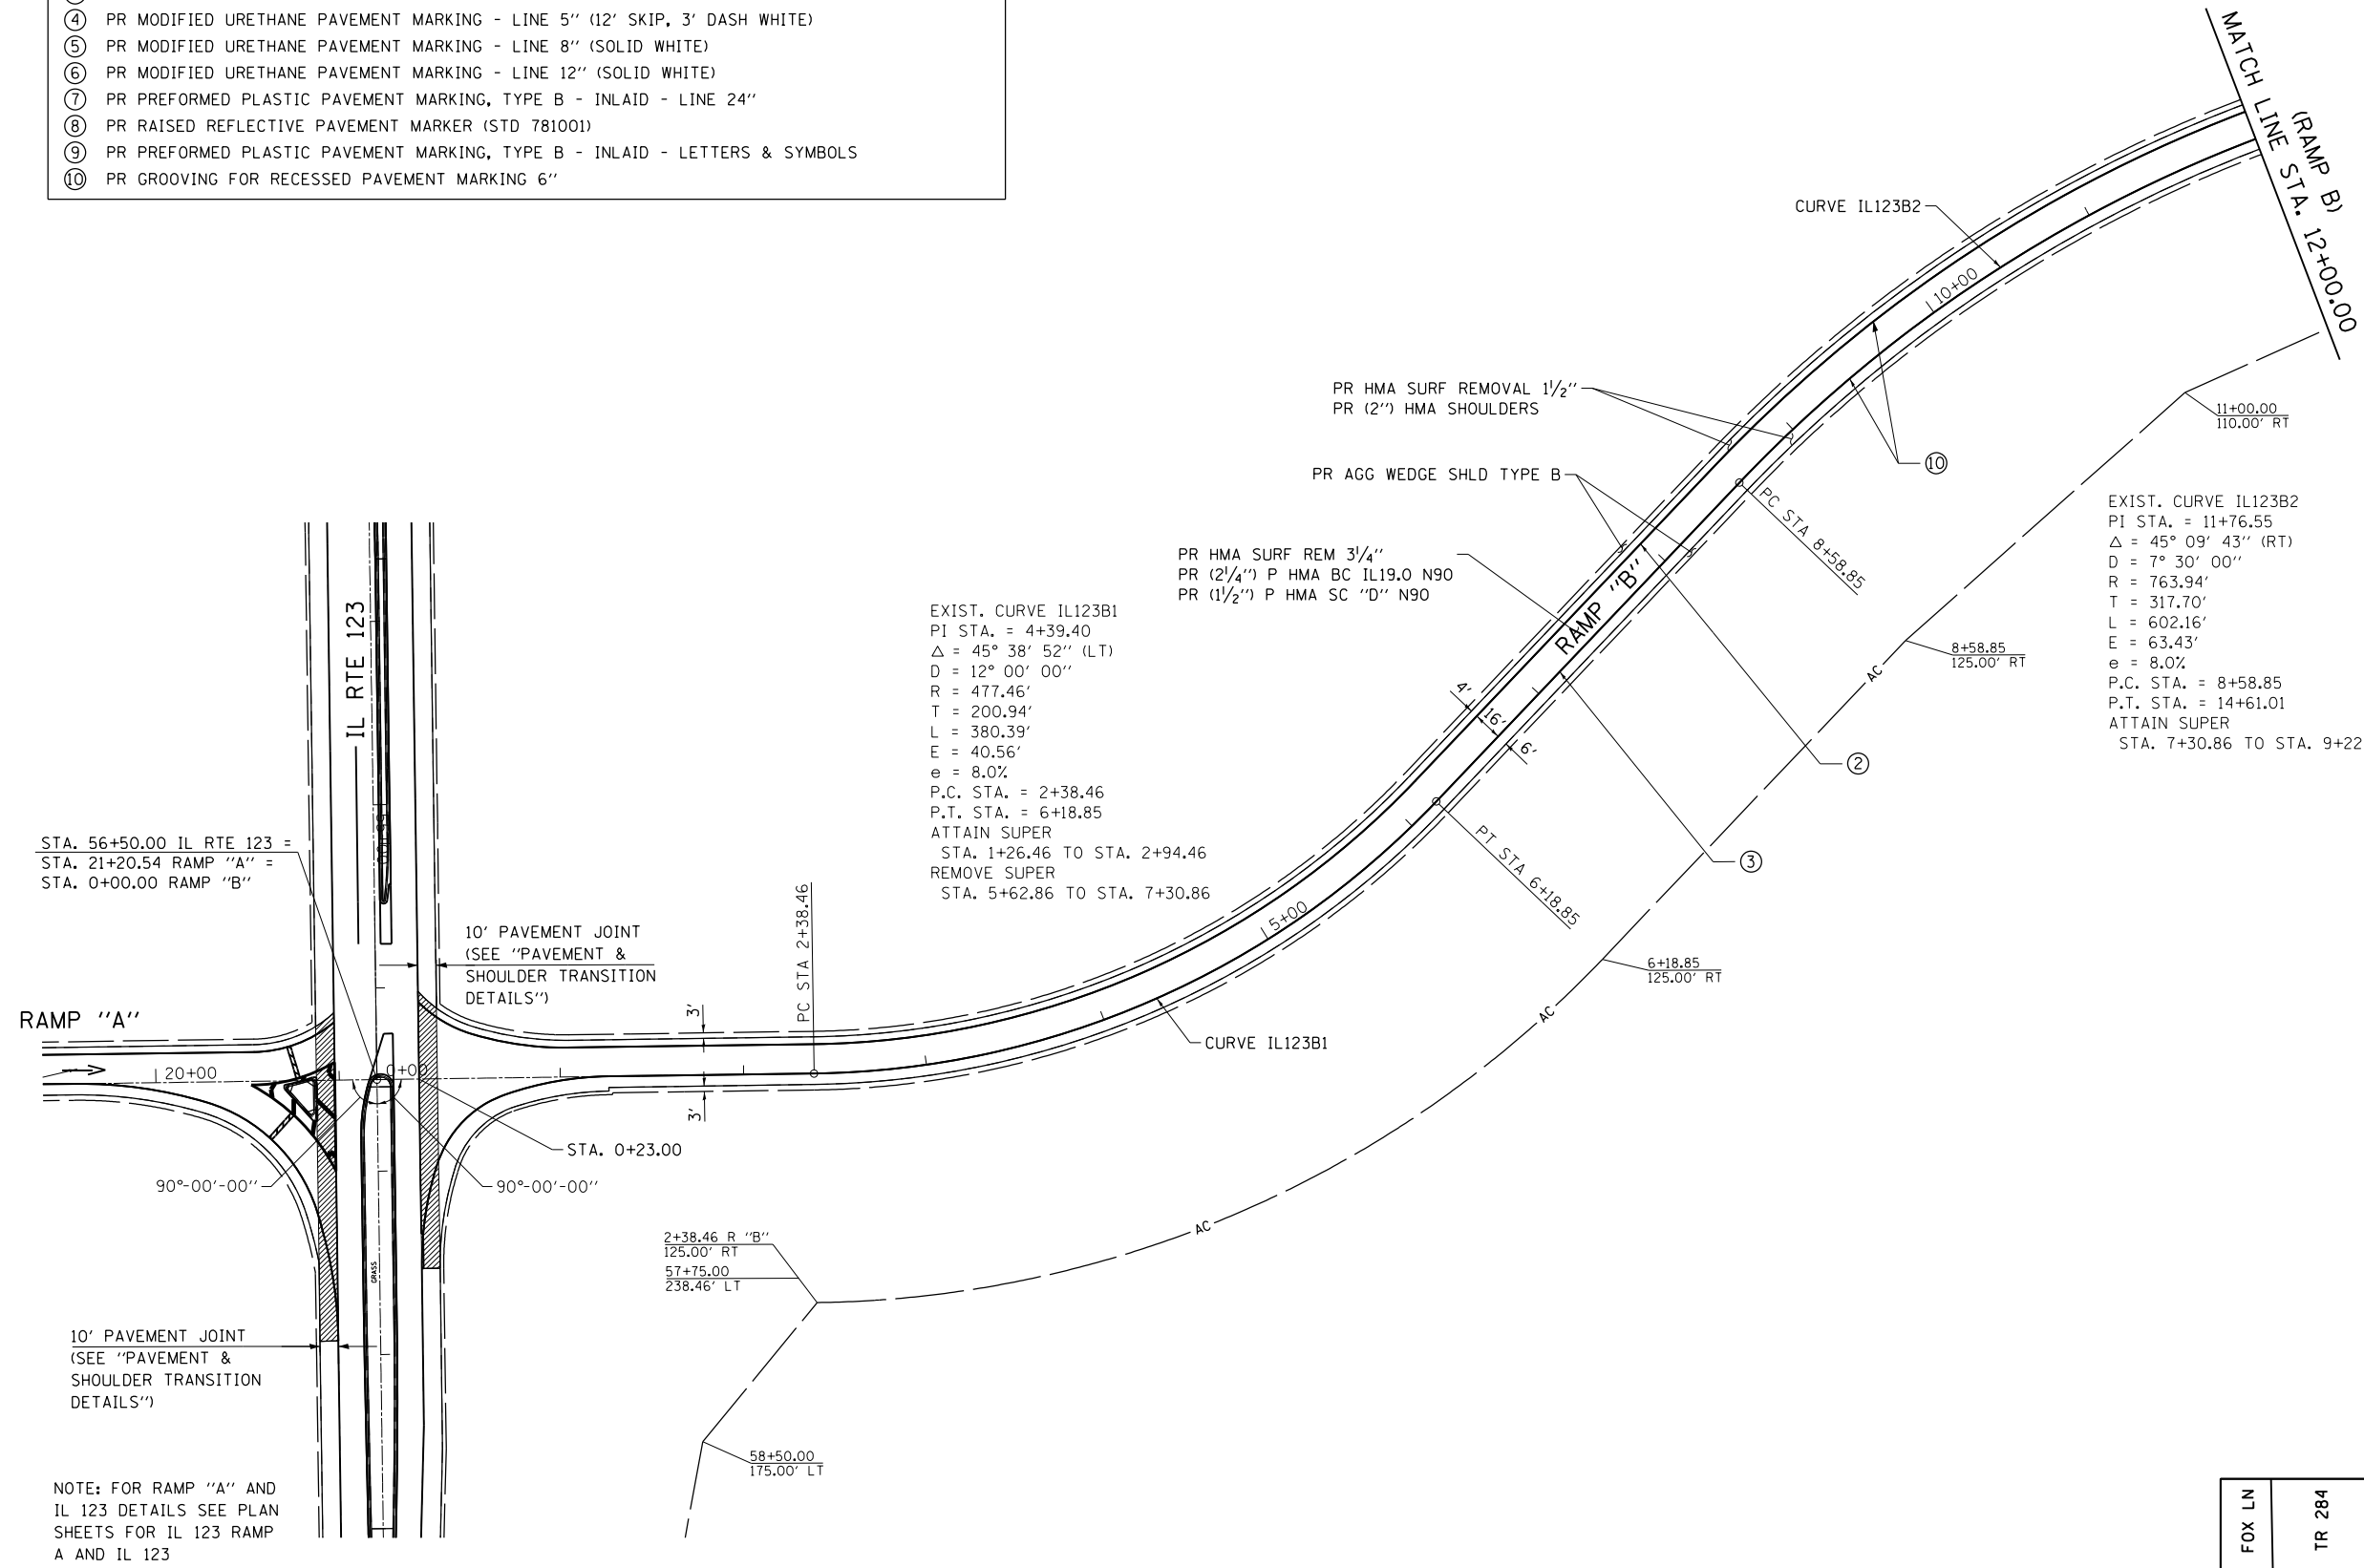 ④ PR MODIFIED URETHANE PAVEMENT MARKING - LINE 5'' (12' SKIP, 3' DASH WHITE)
⑤ PR MODIFIED URETHANE PAVEMENT MARKING - LINE 8'' (SOLID WHITE)
⑥ PR MODIFIED URETHANE PAVEMENT MARKING - LINE 12'' (SOLID WHITE)
⑦ PR PREFORMED PLASTIC PAVEMENT MARKING, TYPE B - INLAID - LINE 24''
⑧ PR RAISED REFLECTIVE PAVEMENT MARKER (STD 781001)
⑨ PR PREFORMED PLASTIC PAVEMENT MARKING, TYPE B - INLAID - LETTERS & SYMBOLS
⑩ PR GROOVING FOR RECESSED PAVEMENT MARKING 6''
(RAMP B)
MATCH LINE STA. 12+00.00
CURVE IL123B2
10+00
PR HMA SURF REMOVAL 1 1/2''
PR (2'') HMA SHOULDERS
11+00.00
110.00' RT
⑩
PR AGG WEDGE SHLD TYPE B
PC STA 8+58.85
PR HMA SURF REM 3 1/4''
PR (2 1/4'') P HMA BC IL19.0 N90
PR (1 1/2'') P HMA SC ''D'' N90
RAMP ''B''
EXIST. CURVE IL123B2
PI STA. = 11+76.55
△ = 45° 09' 43'' (RT)
D = 7° 30' 00''
R = 763.94'
T = 317.70'
L = 602.16'
E = 63.43'
e = 8.0%
P.C. STA. = 8+58.85
P.T. STA. = 14+61.01
ATTAIN SUPER
STA. 7+30.86 TO STA. 9+22
EXIST. CURVE IL123B1
PI STA. = 4+39.40
△ = 45° 38' 52'' (LT)
D = 12° 00' 00''
R = 477.46'
T = 200.94'
L = 380.39'
E = 40.56'
e = 8.0%
P.C. STA. = 2+38.46
P.T. STA. = 6+18.85
ATTAIN SUPER
STA. 1+26.46 TO STA. 2+94.46
REMOVE SUPER
STA. 5+62.86 TO STA. 7+30.86
8+58.85
125.00' RT
AC
4'
16'
6'
②
③
PT STA 6+18.85
5+00
6+18.85
125.00' RT
AC
IL RTE 123
STA. 56+50.00 IL RTE 123 =
STA. 21+20.54 RAMP ''A'' =
STA. 0+00.00 RAMP ''B''
10' PAVEMENT JOINT
(SEE ''PAVEMENT &
SHOULDER TRANSITION
DETAILS'')
PC STA 2+38.46
3'
3'
CURVE IL123B1
RAMP ''A''
20+00
0+00
STA. 0+23.00
90°-00'-00''
90°-00'-00''
AC
2+38.46 R ''B''
125.00' RT
57+75.00
238.46' LT
GRASS
10' PAVEMENT JOINT
(SEE ''PAVEMENT &
SHOULDER TRANSITION
DETAILS'')
58+50.00
175.00' LT
NOTE: FOR RAMP ''A'' AND
IL 123 DETAILS SEE PLAN
SHEETS FOR IL 123 RAMP
A AND IL 123
FOX LN
TR 284